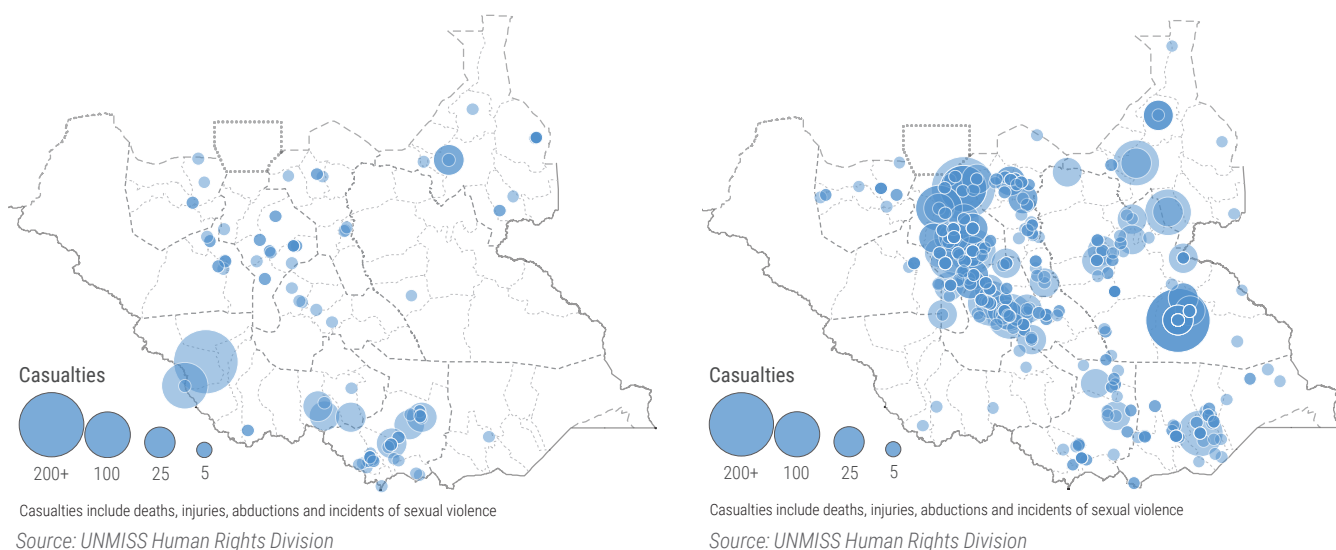 Casualties
200+ 100 25 5
Casualties include deaths, injuries, abductions and incidents of sexual violence
Source: UNMISS Human Rights Division
Casualties
200+ 100 25 5
Casualties include deaths, injuries, abductions and incidents of sexual violence
Source: UNMISS Human Rights Division